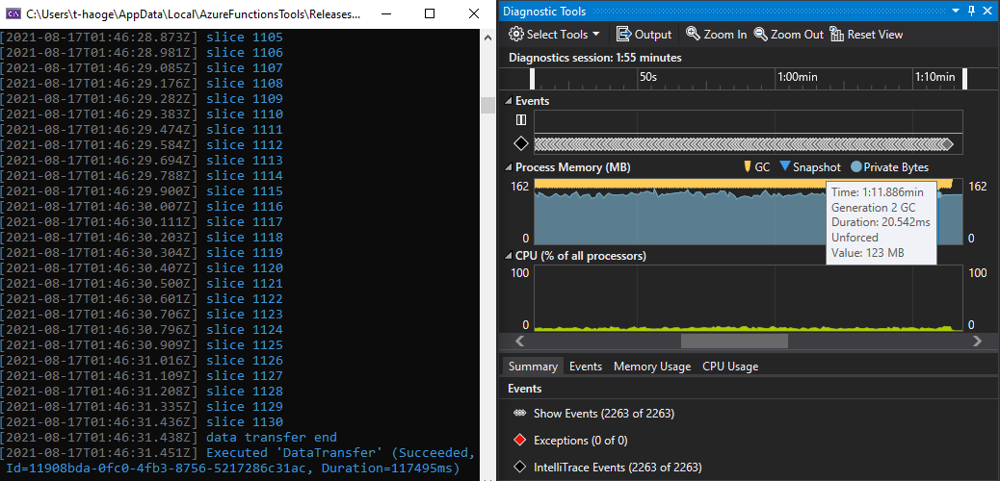 C:\Users\t-haoge\AppData\Local\AzureFunctionsTools\Releases...
[2021-08-17T01:46:28.873Z] slice 1105
[2021-08-17T01:46:28.981Z] slice 1106
[2021-08-17T01:46:29.085Z] slice 1107
[2021-08-17T01:46:29.176Z] slice 1108
[2021-08-17T01:46:29.282Z] slice 1109
[2021-08-17T01:46:29.383Z] slice 1110
[2021-08-17T01:46:29.474Z] slice 1111
[2021-08-17T01:46:29.584Z] slice 1112
[2021-08-17T01:46:29.694Z] slice 1113
[2021-08-17T01:46:29.788Z] slice 1114
[2021-08-17T01:46:29.900Z] slice 1115
[2021-08-17T01:46:30.007Z] slice 1116
[2021-08-17T01:46:30.111Z] slice 1117
[2021-08-17T01:46:30.203Z] slice 1118
[2021-08-17T01:46:30.304Z] slice 1119
[2021-08-17T01:46:30.407Z] slice 1120
[2021-08-17T01:46:30.500Z] slice 1121
[2021-08-17T01:46:30.601Z] slice 1122
[2021-08-17T01:46:30.706Z] slice 1123
[2021-08-17T01:46:30.796Z] slice 1124
[2021-08-17T01:46:30.909Z] slice 1125
[2021-08-17T01:46:31.016Z] slice 1126
[2021-08-17T01:46:31.109Z] slice 1127
[2021-08-17T01:46:31.208Z] slice 1128
[2021-08-17T01:46:31.335Z] slice 1129
[2021-08-17T01:46:31.436Z] slice 1130
[2021-08-17T01:46:31.438Z] data transfer end
[2021-08-17T01:46:31.451Z] Executed 'DataTransfer' (Succeeded,
Id=11908bda-0fc0-4fb3-8756-5217286c31ac, Duration=117495ms)
Diagnostic Tools
Select Tools Output Zoom In Zoom Out Reset View
Diagnostics session: 1:55 minutes
50s 1:00min 1:10min
Events
Process Memory (MB) GC Snapshot Private Bytes
162 162
0 0
Time: 1:11.886min
Generation 2 GC
Duration: 20.542ms
Unforced
Value: 123 MB
CPU (% of all processors)
100 100
0 0
Summary Events Memory Usage CPU Usage
Events
Show Events (2263 of 2263)
Exceptions (0 of 0)
IntelliTrace Events (2263 of 2263)